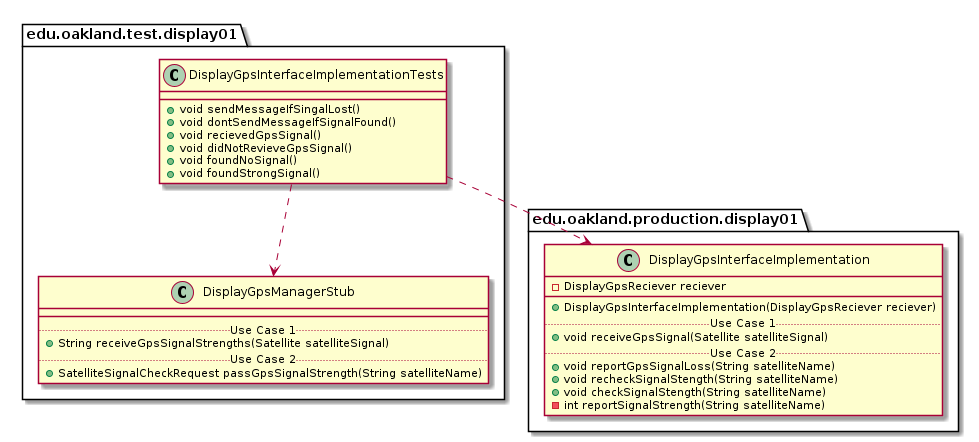 edu.oakland.test.display01
C DisplayGpsInterfaceImplementationTests
void sendMessageIfSingalLost()
void dontSendMessageIfSignalFound()
void recievedGpsSignal()
void didNotRevieveGpsSignal()
void foundNoSignal()
void foundStrongSignal()
C DisplayGpsManagerStub
Use Case 1
String receiveGpsSignalStrengths(Satellite satelliteSignal)
Use Case 2
SatelliteSignalCheckRequest passGpsSignalStrength(String satelliteName)
edu.oakland.production.display01
C DisplayGpsInterfaceImplementation
DisplayGpsReciever reciever
DisplayGpsInterfaceImplementation(DisplayGpsReciever reciever)
Use Case 1
void receiveGpsSignal(Satellite satelliteSignal)
Use Case 2
void reportGpsSignalLoss(String satelliteName)
void recheckSignalStength(String satelliteName)
void checkSignalStength(String satelliteName)
int reportSignalStrength(String satelliteName)